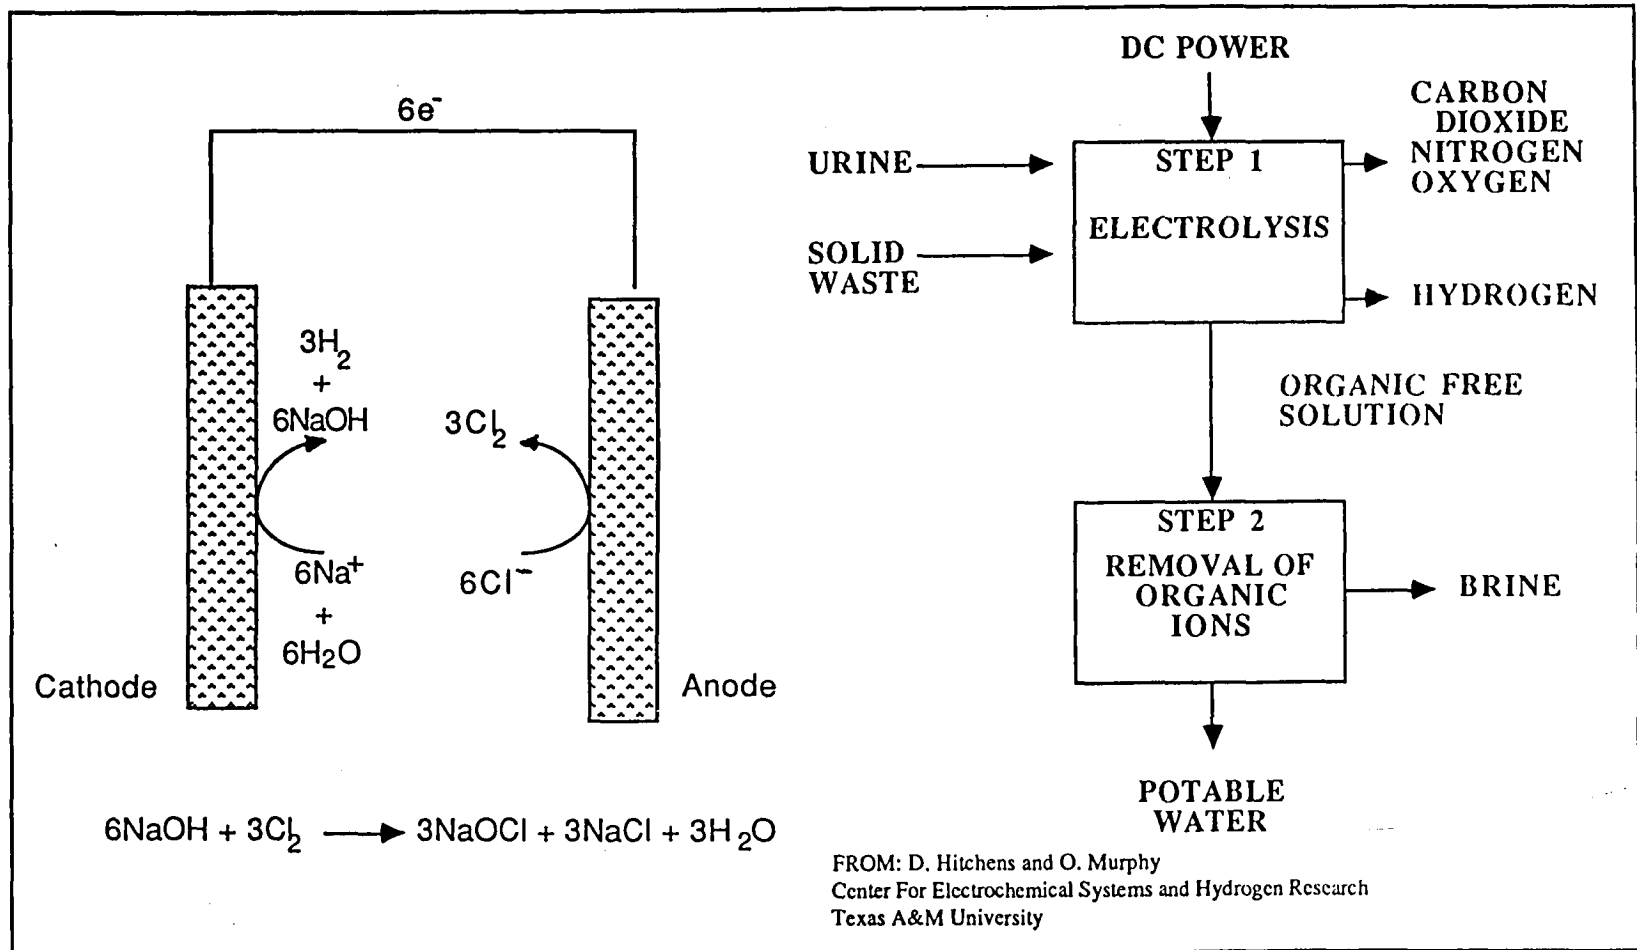 6e⁻
3H₂
+
6NaOH
3Cl₂
6Na⁺
+
6H₂O
6Cl⁻
Cathode
Anode
6NaOH + 3Cl₂ → 3NaOCl + 3NaCl + 3H₂O
DC POWER
URINE
SOLID
WASTE
STEP 1
ELECTROLYSIS
CARBON
DIOXIDE
NITROGEN
OXYGEN
HYDROGEN
ORGANIC FREE
SOLUTION
STEP 2
REMOVAL OF
ORGANIC
IONS
BRINE
POTABLE
WATER
FROM: D. Hitchens and O. Murphy
Center For Electrochemical Systems and Hydrogen Research
Texas A&M University